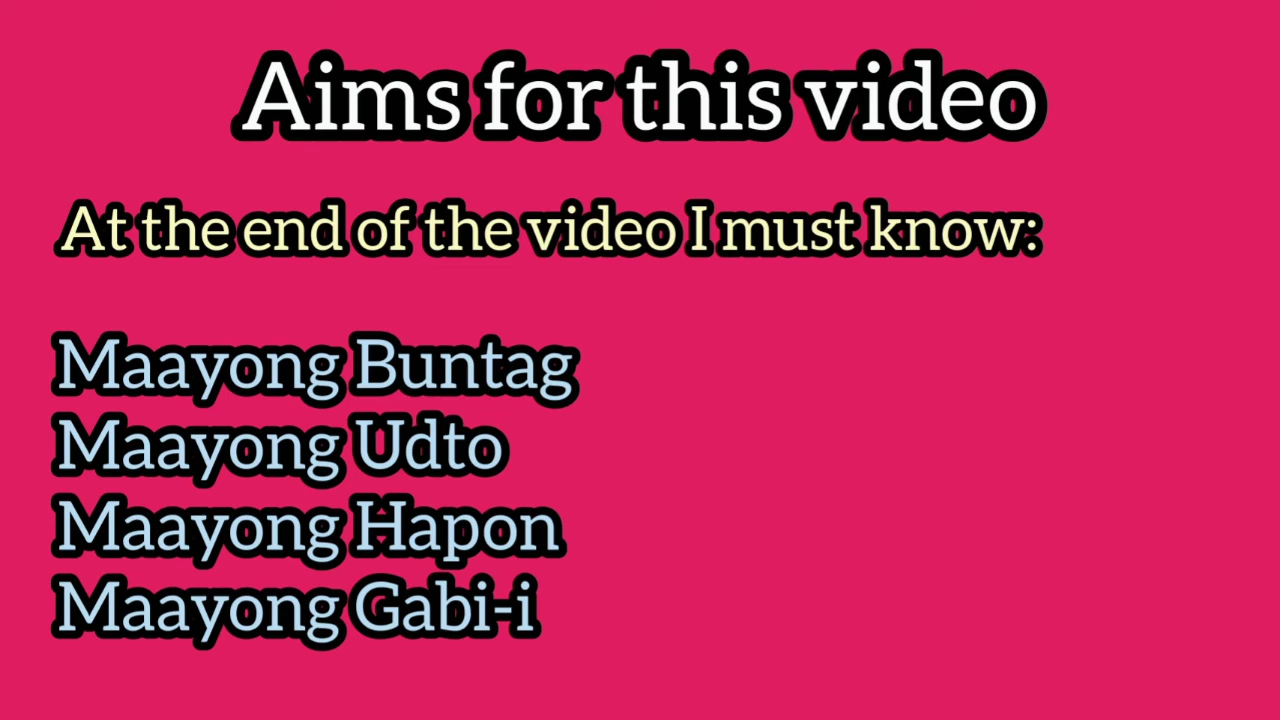 Aims for this video
At the end of the video I must know:
Maayong Buntag
Maayong Udto
Maayong Hapon
Maayong Gabi-i